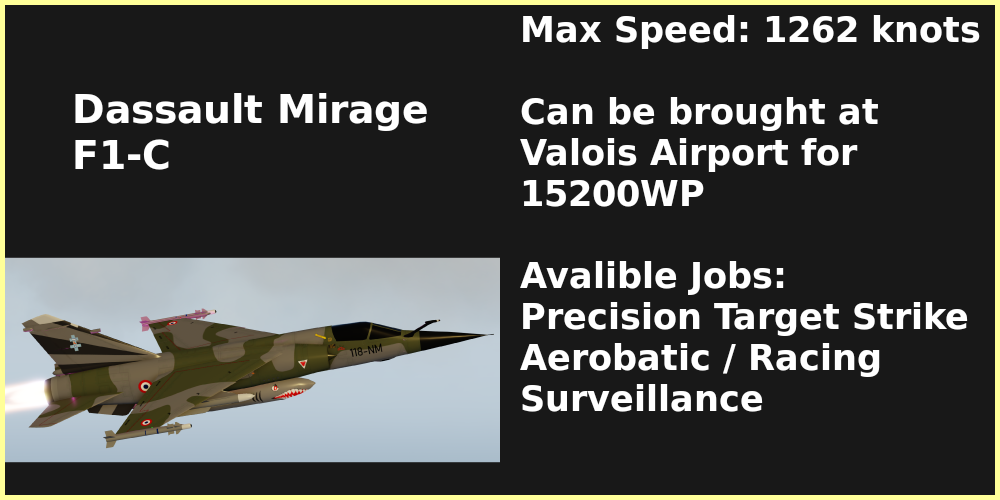 Dassault Mirage
F1-C
Max Speed: 1262 knots
Can be brought at
Valois Airport for
15200WP
Avalible Jobs:
Precision Target Strike
Aerobatic / Racing
Surveillance
118-NM